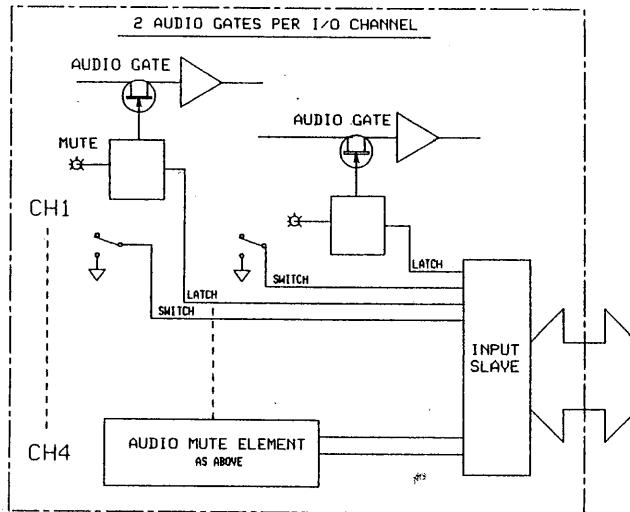 2 AUDIO GATES PER I/O CHANNEL
AUDIO GATE
AUDIO GATE
MUTE
CH1
LATCH
SWITCH
LATCH
SWITCH
INPUT
SLAVE
AUDIO MUTE ELEMENT
AS ABOVE
CH4